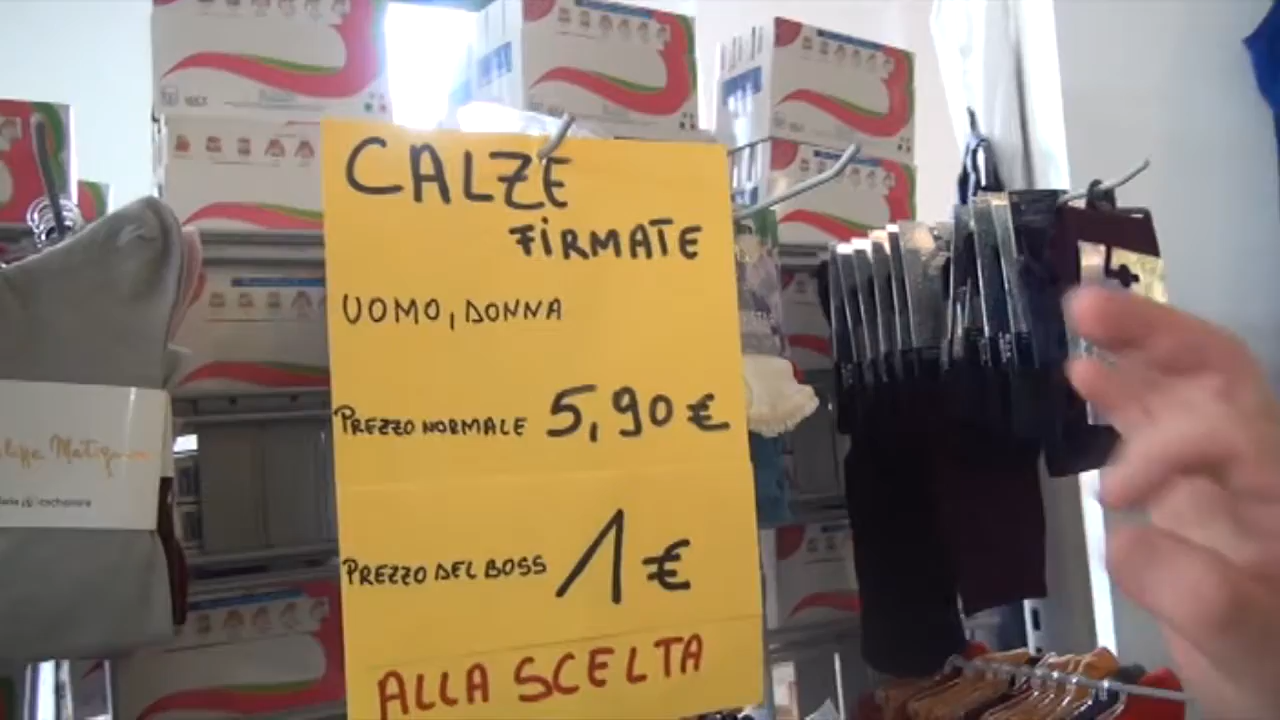 CALZE
FIRMATE
UOMO, DONNA
PREZZO NORMALE 5,90 €
PREZZO DEL BOSS 1 €
ALLA SCELTA